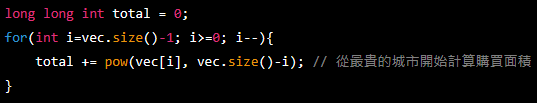 long long int total = 0;
for(int i=vec.size()-1; i>=0; i--){
    total += pow(vec[i], vec.size()-i); // 從最貴的城市開始計算購買面積
}